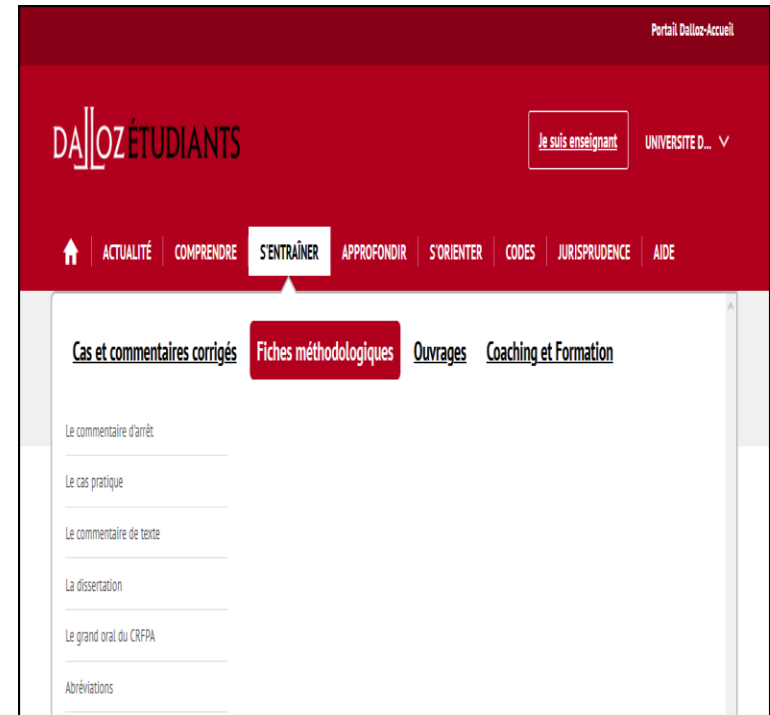 Portail Dalloz-Accueil
DALLOZ ÉTUDIANTS
Je suis enseignant
UNIVERSITE D...
ACTUALITÉ COMPRENDRE S'ENTRAÎNER APPROFONDIR S'ORIENTER CODES JURISPRUDENCE AIDE
Cas et commentaires corrigés Fiches méthodologiques Ouvrages Coaching et Formation
Le commentaire d'arrêt
Le cas pratique
Le commentaire de texte
La dissertation
Le grand oral du CRFPA
Abréviations